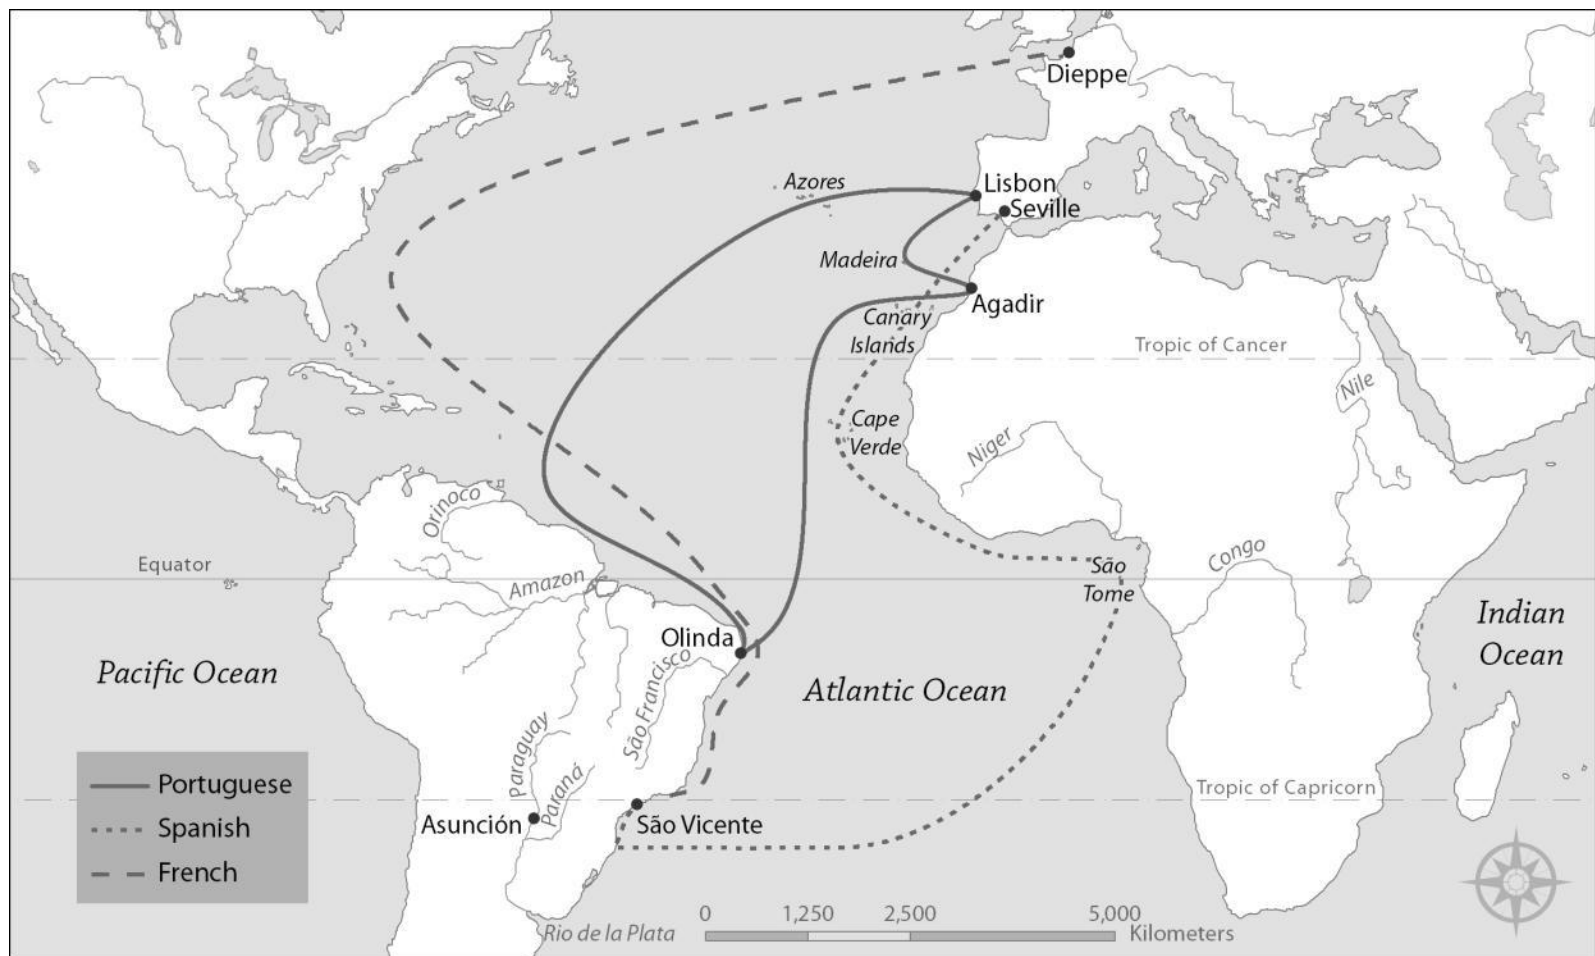 Dieppe
Azores
Lisbon
Seville
Madeira
Agadir
Canary
Islands
Tropic of Cancer
Nile
Cape
Verde
Niger
Orinoco
Equator
Amazon
São
Tome
Congo
Indian
Ocean
Olinda
São Francisco
Pacific Ocean
Atlantic Ocean
Paraguay
Paraná
Portuguese
Spanish
French
Tropic of Capricorn
Asunción
São Vicente
0 1,250 2,500 5,000
Rio de la Plata
Kilometers